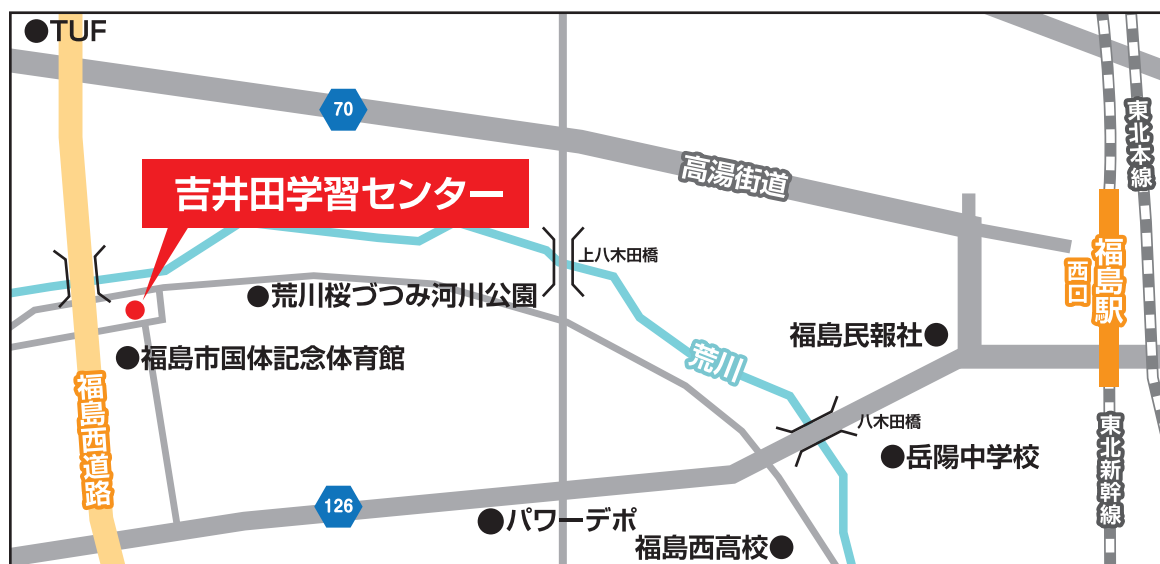 TUF
70
東北本線
高湯街道
吉井田学習センター
上八木田橋
福島駅
西口
荒川桜づつみ河川公園
福島民報社
福島市国体記念体育館
荒川
福島西道路
八木田橋
東北新幹線
岳陽中学校
126
パワーデポ
福島西高校